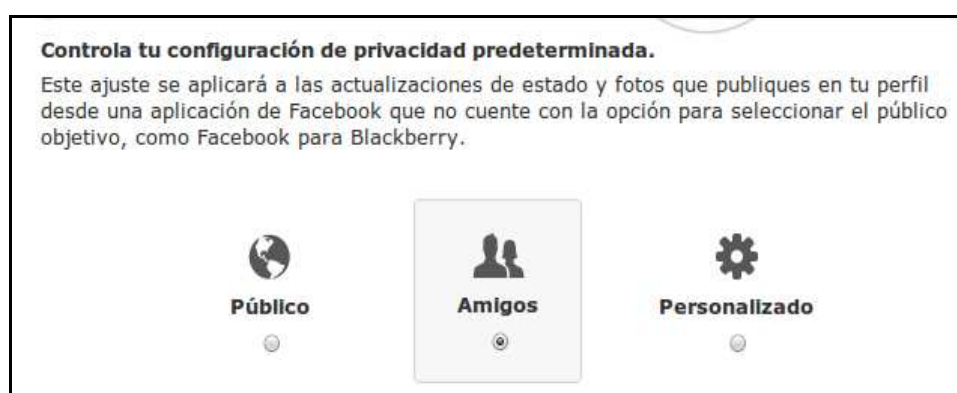 Controla tu configuración de privacidad predeterminada.
Este ajuste se aplicará a las actualizaciones de estado y fotos que publiques en tu perfil
desde una aplicación de Facebook que no cuente con la opción para seleccionar el público
objetivo, como Facebook para Blackberry.
Público
Amigos
Personalizado